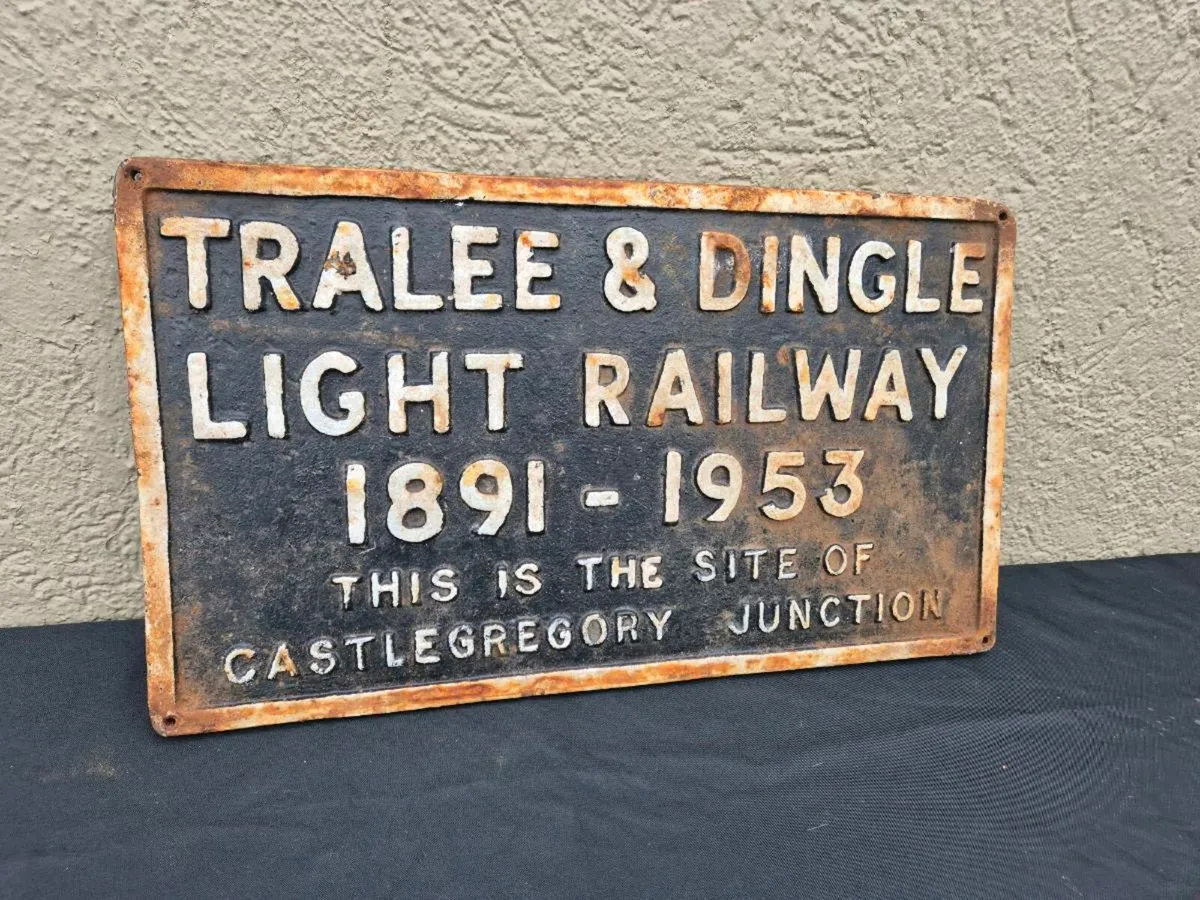 TRALEE & DINGLE
LIGHT RAILWAY
1891 - 1953
THIS IS THE SITE OF
CASTLEGREGORY JUNCTION